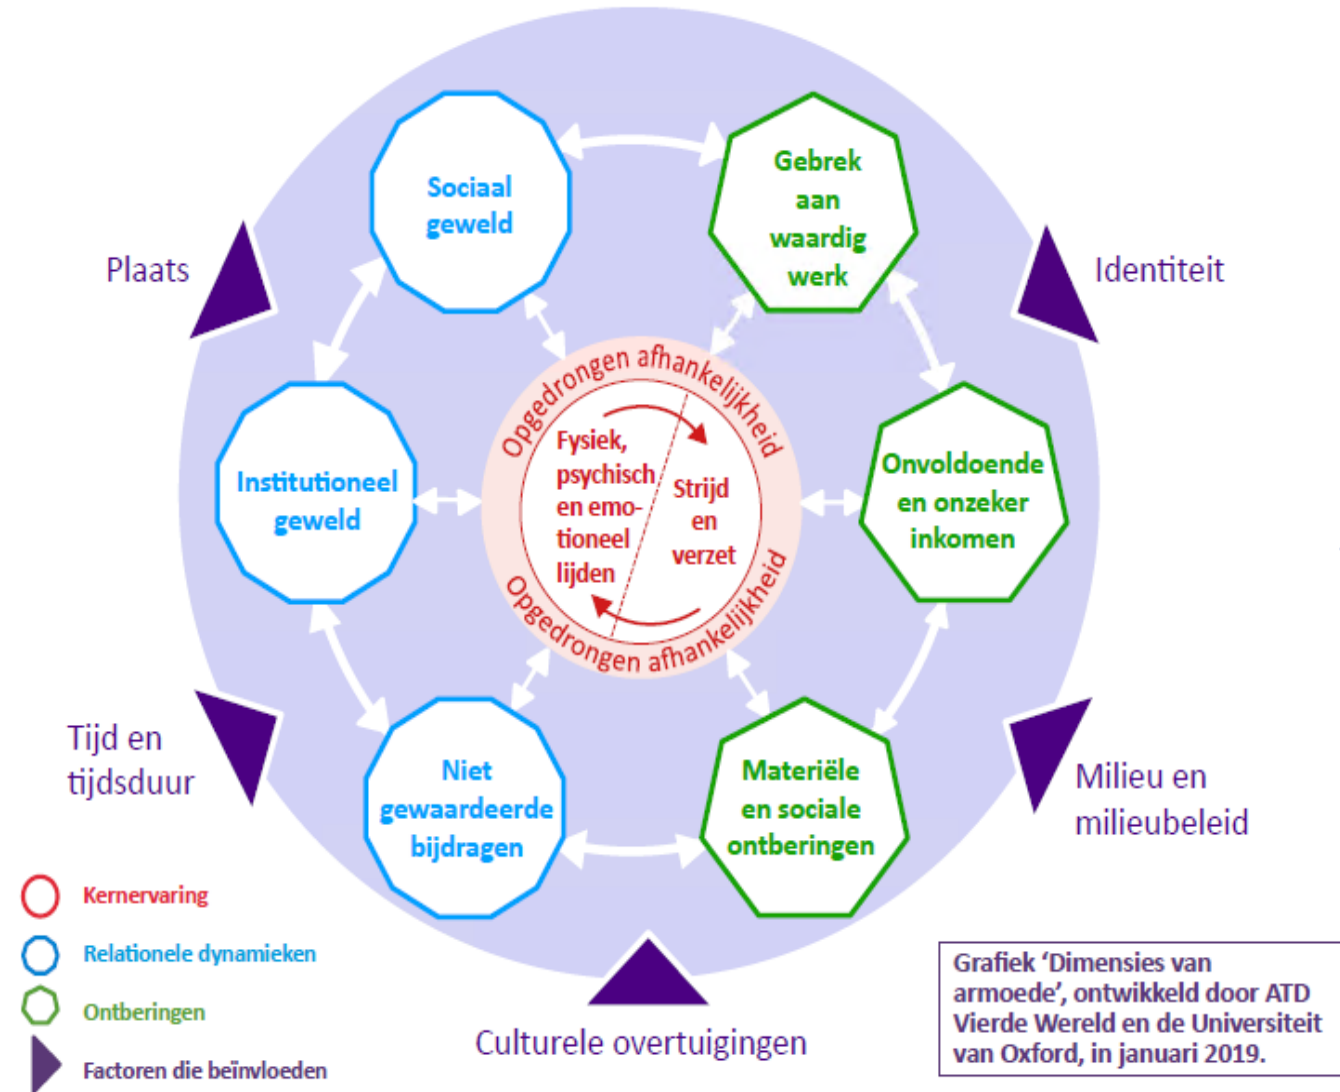 Sociaal
geweld
Gebrek
aan
waardig
werk
Plaats
Identiteit
Opgedrongen afhankelijkheid
Fysiek,
psychisch
en emo-
tioneel
lijden
Strijd
en
verzet
Opgedrongen afhankelijkheid
Institutioneel
geweld
Onvoldoende
en onzeker
inkomen
Tijd en
tijdsduur
Niet
gewaardeerde
bijdragen
Materiële
en sociale
ontberingen
Milieu en
milieubeleid
Culturele overtuigingen
Kernervaring
Relationele dynamieken
Ontberingen
Factoren die beïnvloeden
Grafiek ‘Dimensies van
armoede’, ontwikkeld door ATD
Vierde Wereld en de Universiteit
van Oxford, in januari 2019.